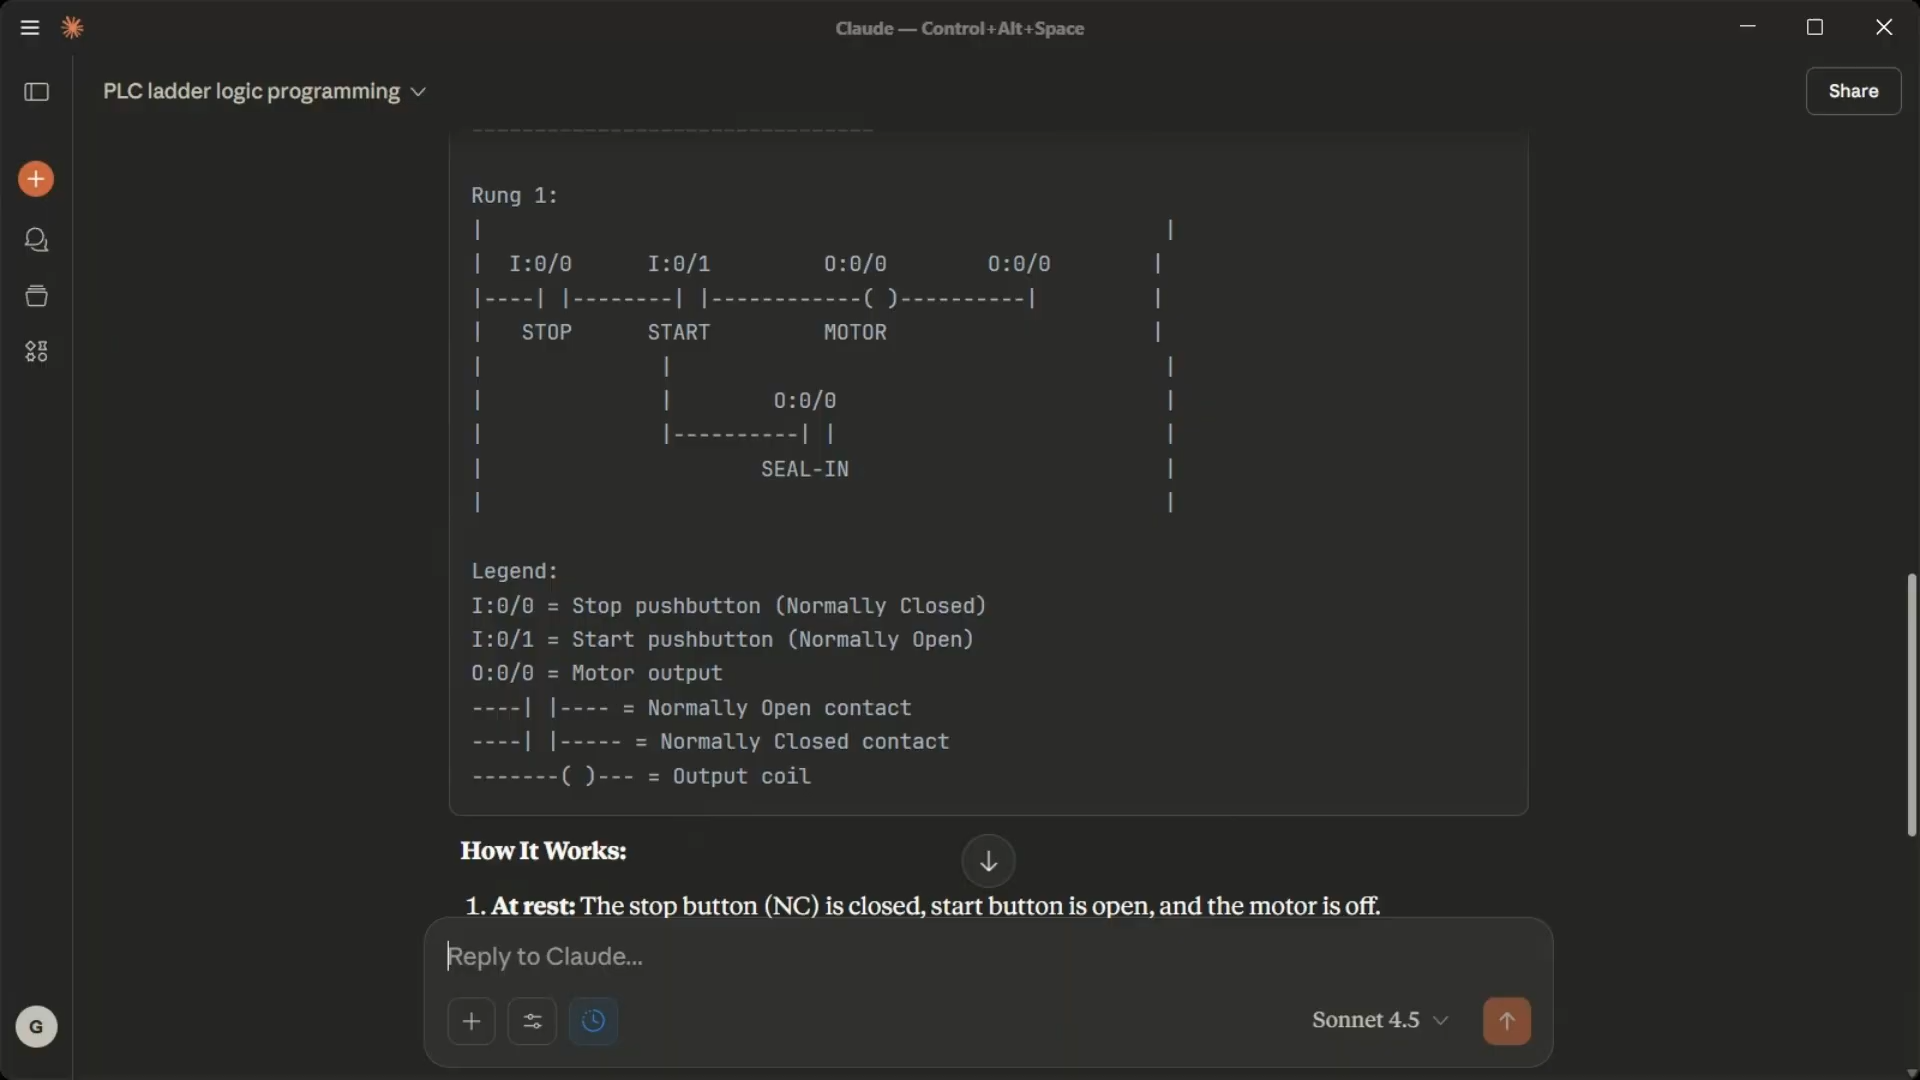 Claude — Control+Alt+Space
PLC ladder logic programming
Share
-------------------------------- 
Rung 1:
|                                                       |
|  I:0/0      I:0/1         O:0/0        O:0/0        |
|----| |--------| |------------( )----------|         |
|   STOP      START         MOTOR                     |
|              |                                       |
|              |        O:0/0                          |
|              |----------| |                          |
|                      SEAL-IN                         |
|                                                       |
Legend:
I:0/0 = Stop pushbutton (Normally Closed)
I:0/1 = Start pushbutton (Normally Open)
O:0/0 = Motor output
----| |---- = Normally Open contact
----| |----- = Normally Closed contact
-------( )--- = Output coil
How It Works:
1. At rest: The stop button (NC) is closed, start button is open, and the motor is off.
Reply to Claude...
Sonnet 4.5
G